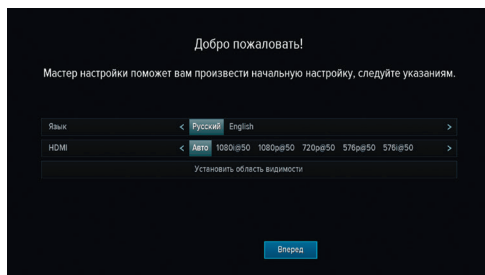 Добро пожаловать!
Мастер настройки поможет вам произвести начальную настройку, следуйте указаниям.
Язык < Русский English >
HDMI < Авто 1080i@50 1080p@50 720p@50 576p@50 576i@50 >
Установить область видимости
Вперед